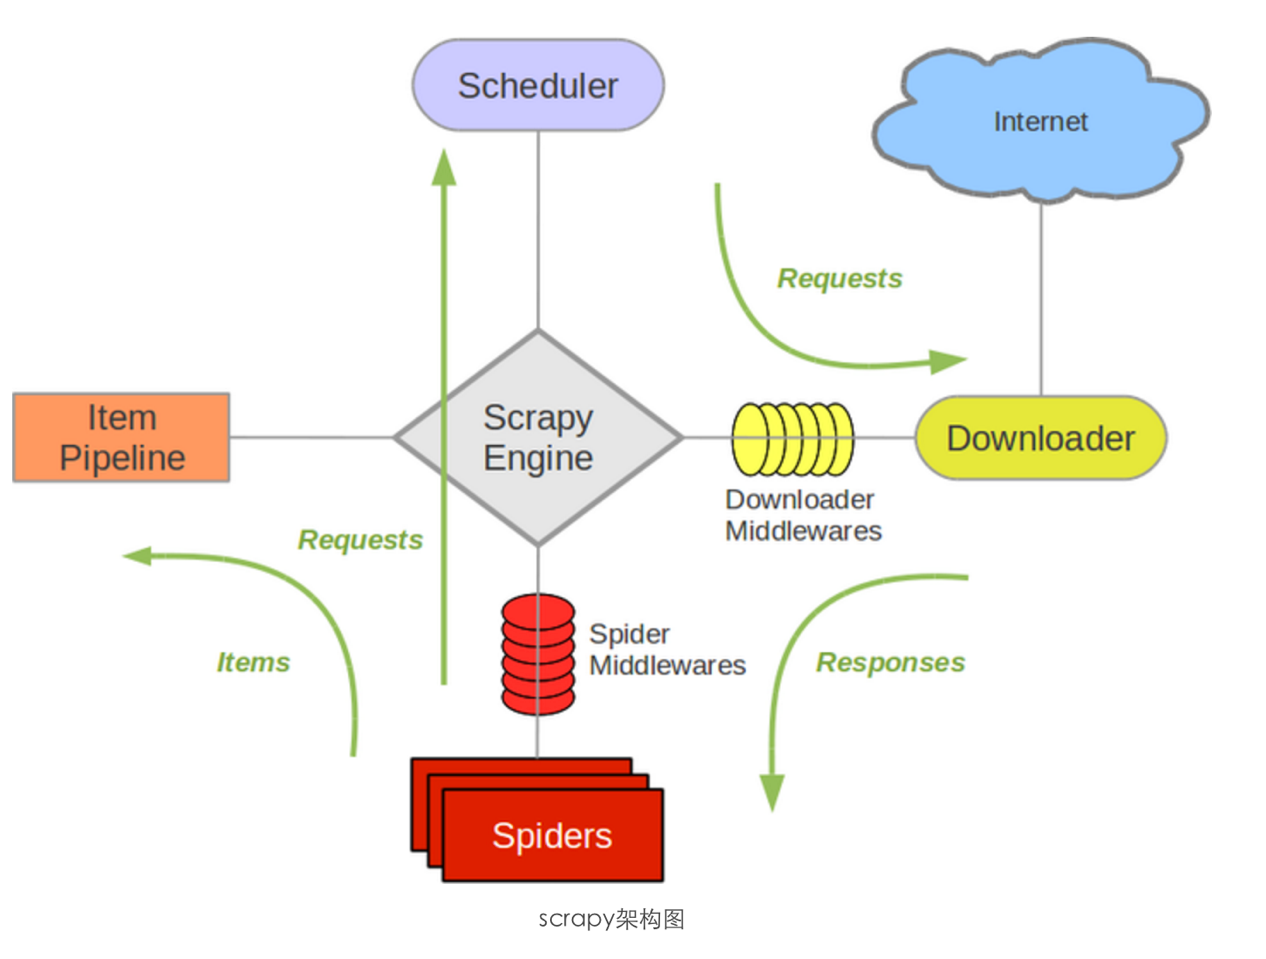 Scheduler
Internet
Requests
Item
Pipeline
Scrapy
Engine
Downloader
Downloader
Middlewares
Requests
Items
Spider
Middlewares
Responses
Spiders
scrapy架构图